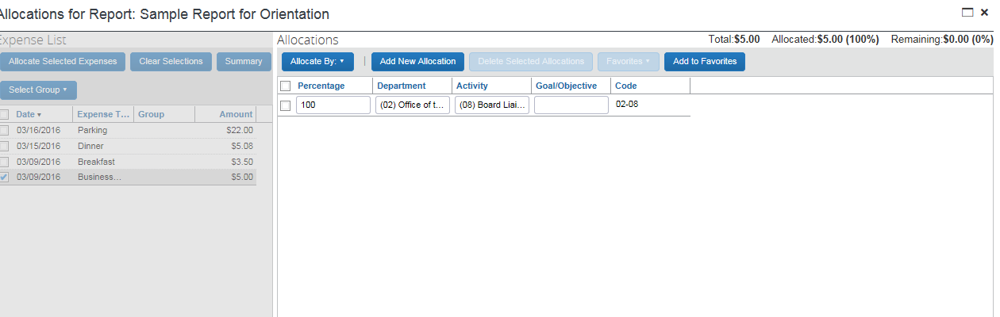 Allocations for Report: Sample Report for Orientation
Expense List
Allocate Selected Expenses Clear Selections Summary
Select Group
Date Expense T... Group Amount
03/16/2016 Parking $22.00
03/15/2016 Dinner $5.08
03/09/2016 Breakfast $3.50
03/09/2016 Business... $5.00
Allocations Total:$5.00 Allocated:$5.00 (100%) Remaining:$0.00 (0%)
Allocate By: Add New Allocation Delete Selected Allocations Favorites Add to Favorites
Percentage Department Activity Goal/Objective Code
100 (02) Office of t... (08) Board Liai... 02-08